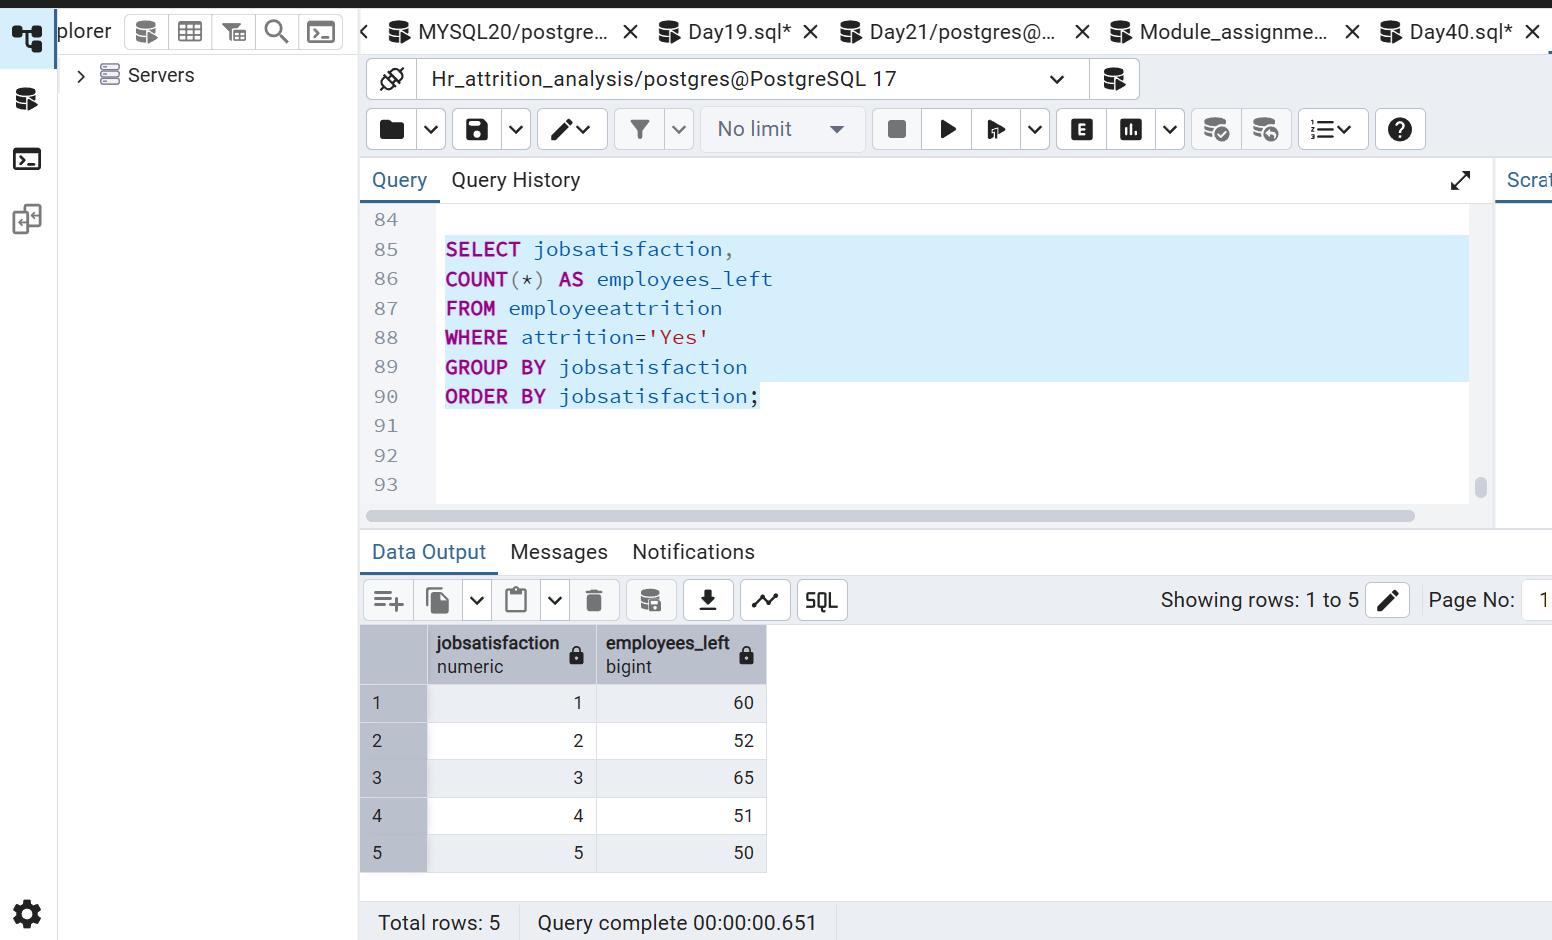 plorer
MYSQL20/postgre...
Day19.sql*
Day21/postgres@...
Module_assignme...
Day40.sql*
Servers
Hr_attrition_analysis/postgres@PostgreSQL 17
No limit
E
Query
Query History
Scrat
84
85 SELECT jobsatisfaction,
86 COUNT(*) AS employees_left
87 FROM employeeattrition
88 WHERE attrition='Yes'
89 GROUP BY jobsatisfaction
90 ORDER BY jobsatisfaction;
91
92
93
Data Output
Messages
Notifications
SQL
Showing rows: 1 to 5
Page No: 1
jobsatisfaction employees_left
numeric bigint
1 1 60
2 2 52
3 3 65
4 4 51
5 5 50
Total rows: 5
Query complete 00:00:00.651